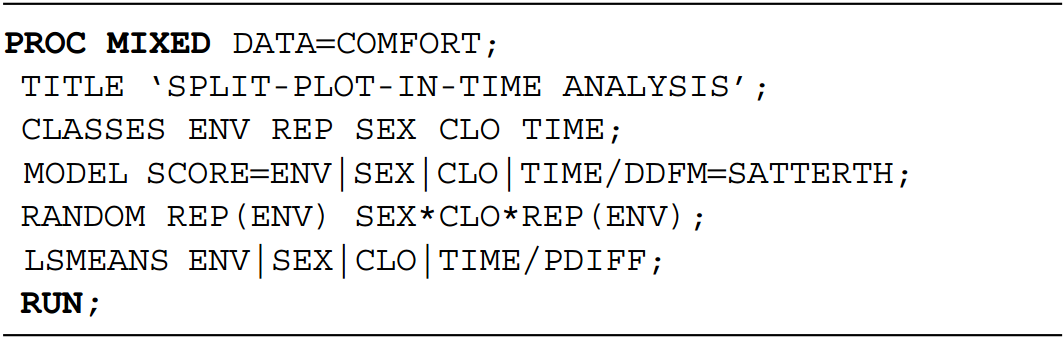 PROC MIXED DATA=COMFORT;
TITLE ‘SPLIT-PLOT-IN-TIME ANALYSIS’;
CLASSES ENV REP SEX CLO TIME;
MODEL SCORE=ENV|SEX|CLO|TIME/DDFM=SATTERTH;
RANDOM REP(ENV) SEX*CLO*REP(ENV);
LSMEANS ENV|SEX|CLO|TIME/PDIFF;
RUN;